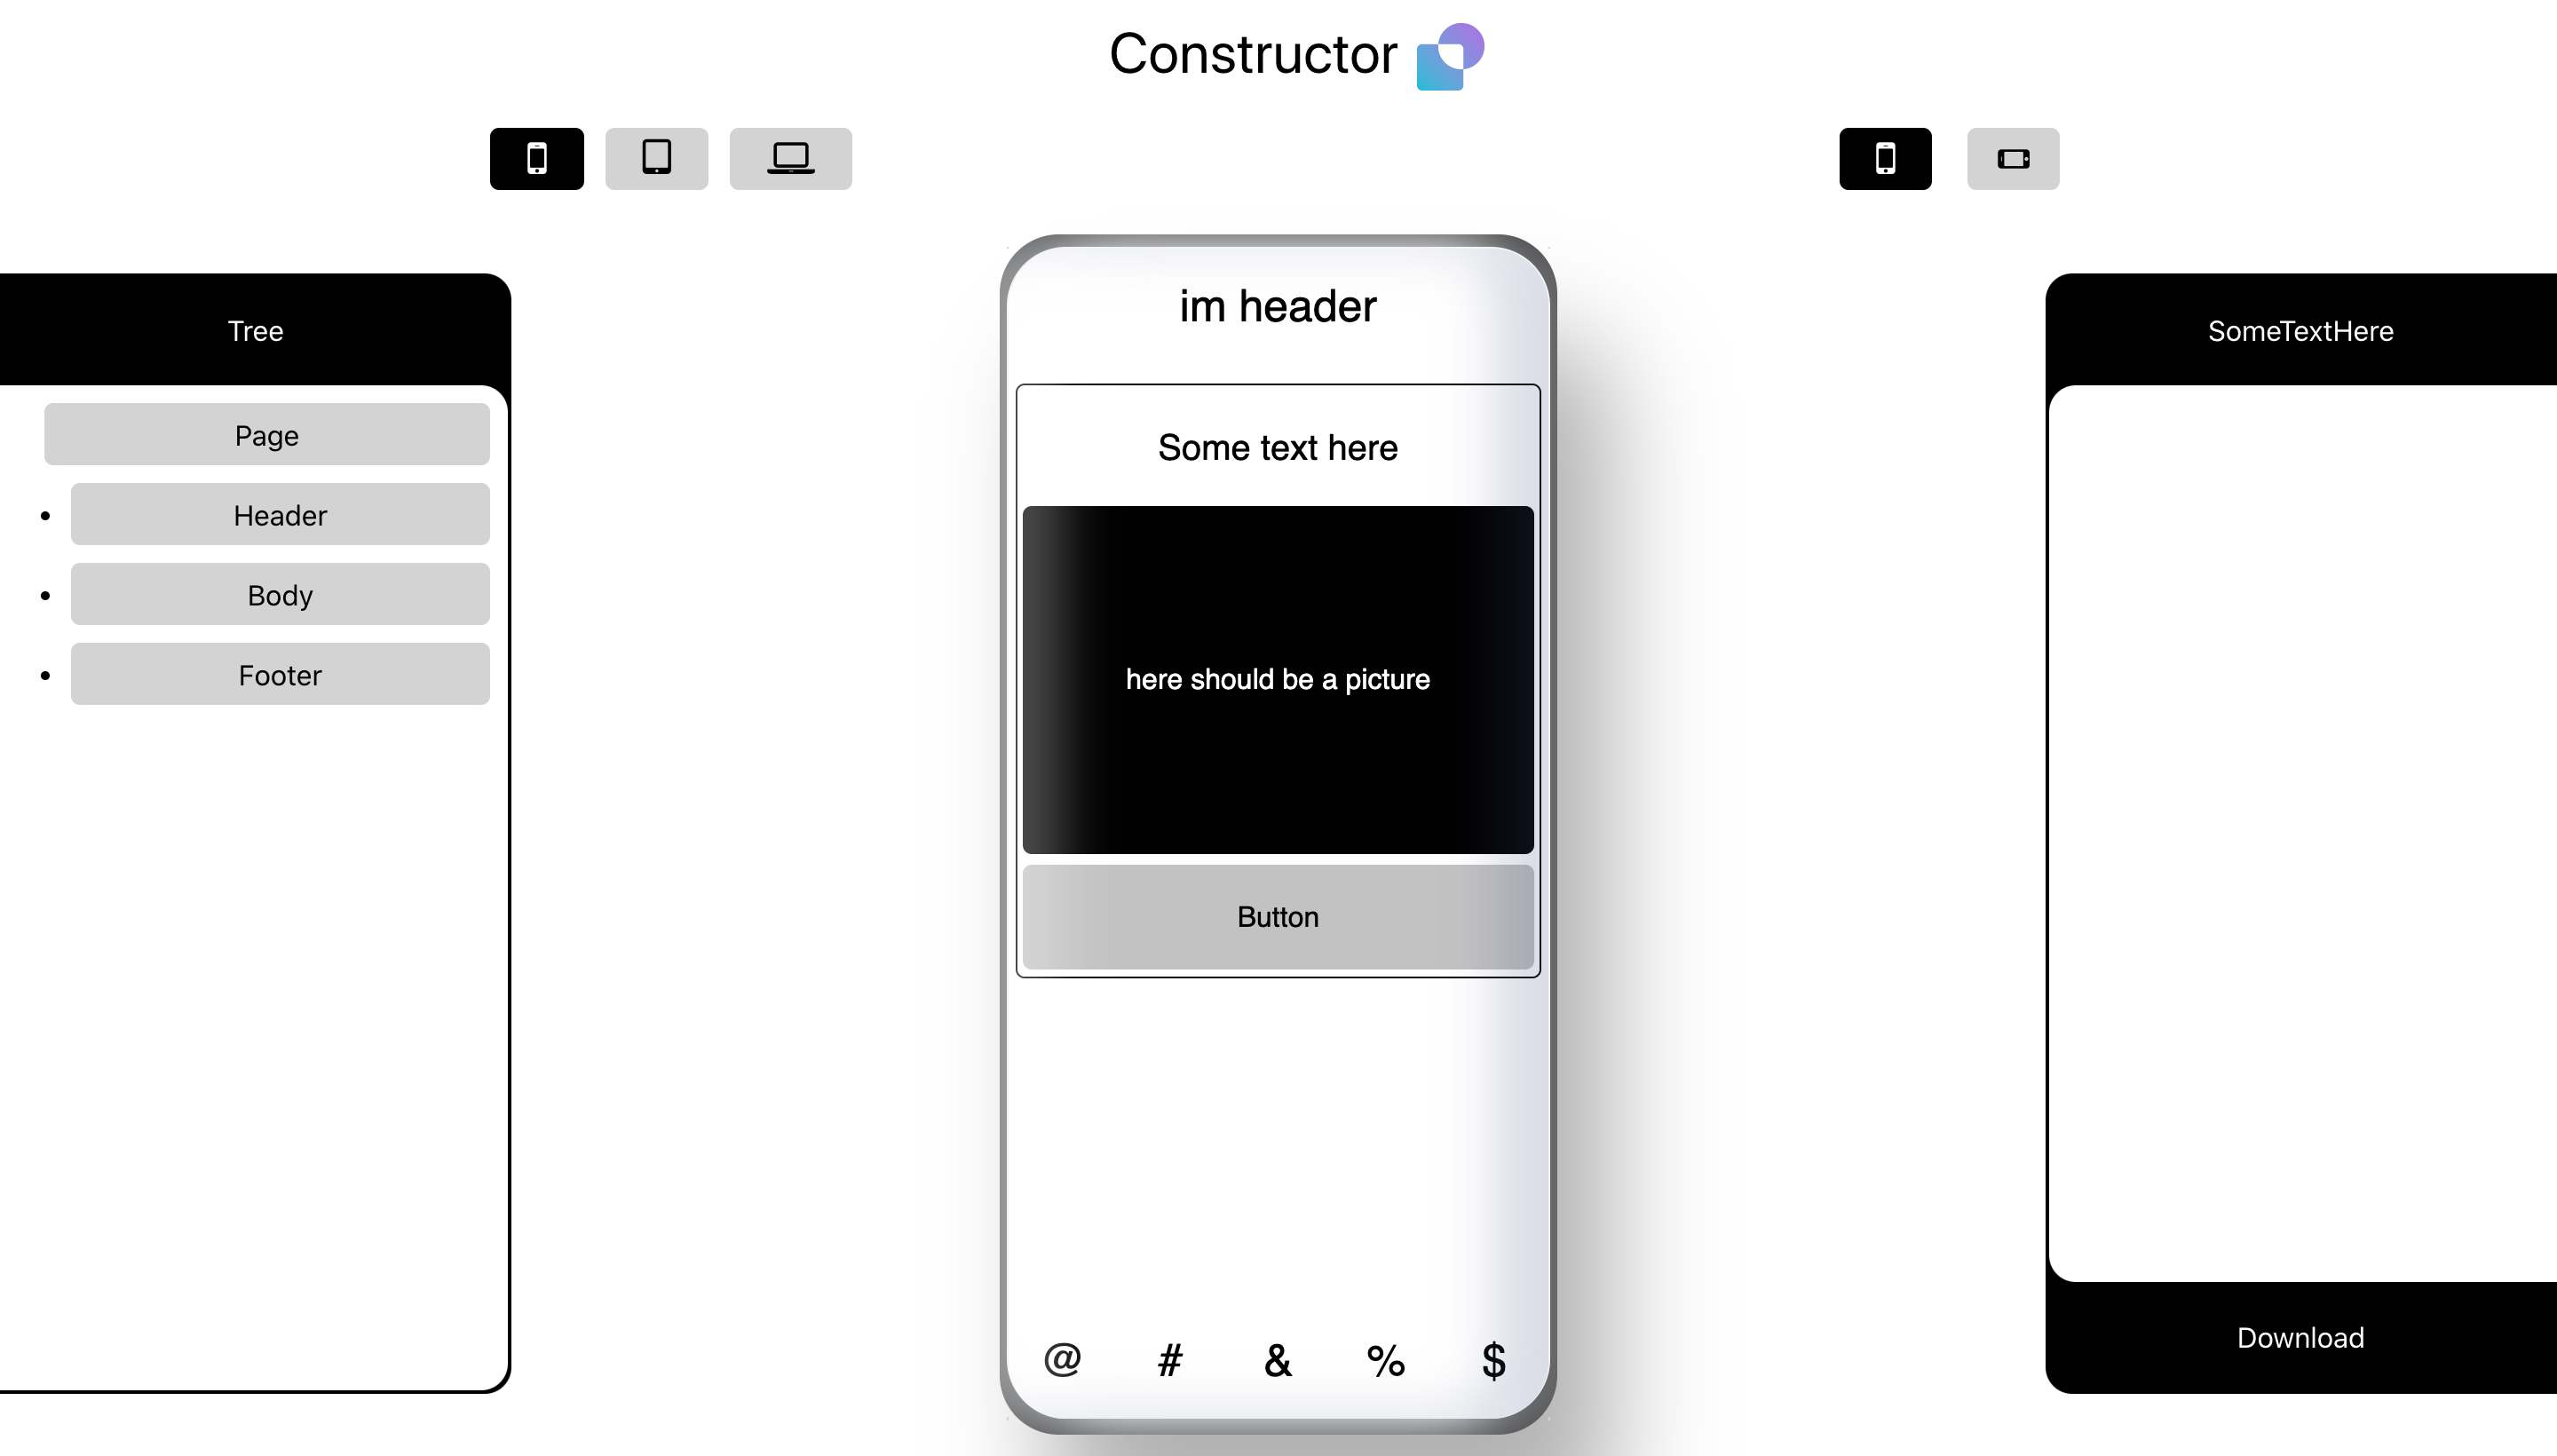 Constructor
Tree
Page
Header
Body
Footer
im header
Some text here
here should be a picture
Button
@ # & % $
SomeTextHere
Download